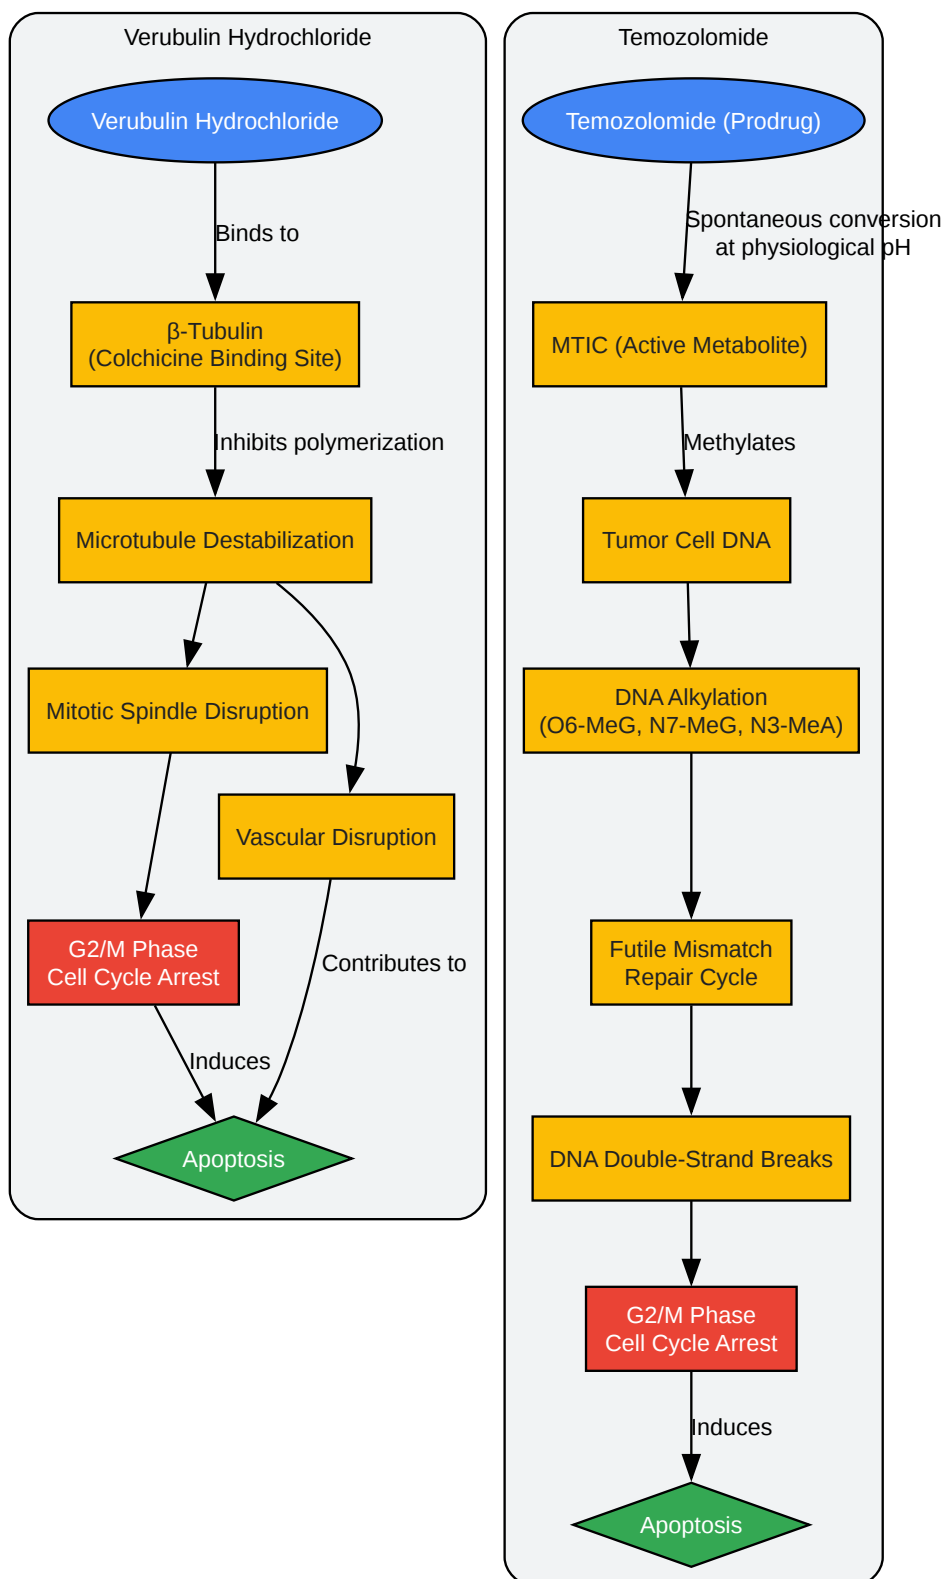 Verubulin Hydrochloride
Verubulin Hydrochloride
Binds to
β-Tubulin
(Colchicine Binding Site)
Inhibits polymerization
Microtubule Destabilization
Mitotic Spindle Disruption
Vascular Disruption
G2/M Phase
Cell Cycle Arrest
Contributes to
Induces
Apoptosis
Temozolomide
Temozolomide (Prodrug)
Spontaneous conversion
at physiological pH
MTIC (Active Metabolite)
Methylates
Tumor Cell DNA
DNA Alkylation
(O6-MeG, N7-MeG, N3-MeA)
Futile Mismatch
Repair Cycle
DNA Double-Strand Breaks
G2/M Phase
Cell Cycle Arrest
Induces
Apoptosis